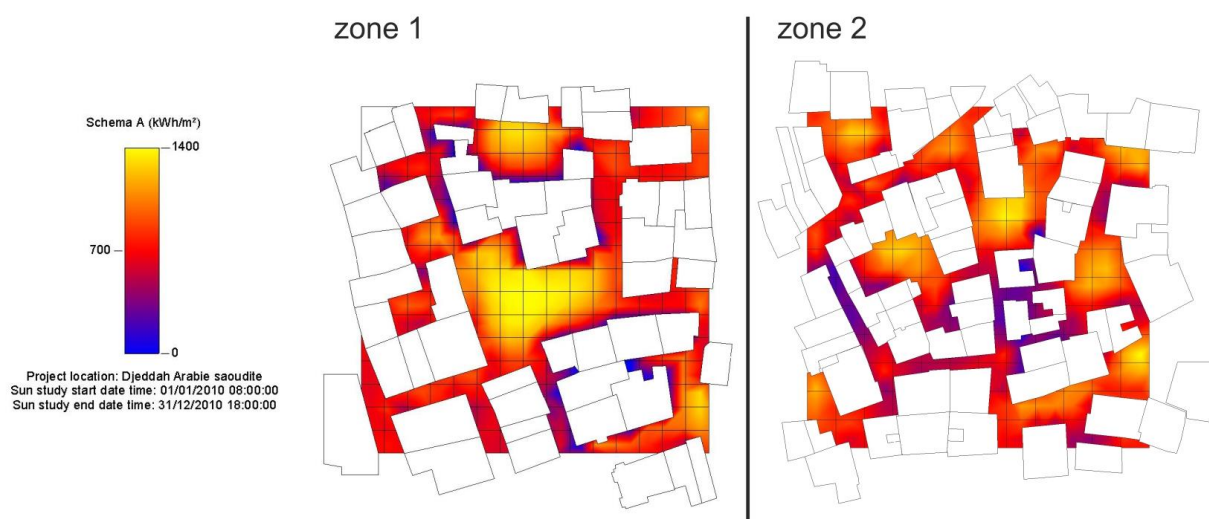 zone 1
zone 2
Schema A (kWh/m²)
1400
700
0
Project location: Djeddah Arabie saoudite
Sun study start date time: 01/01/2010 08:00:00
Sun study end date time: 31/12/2010 18:00:00